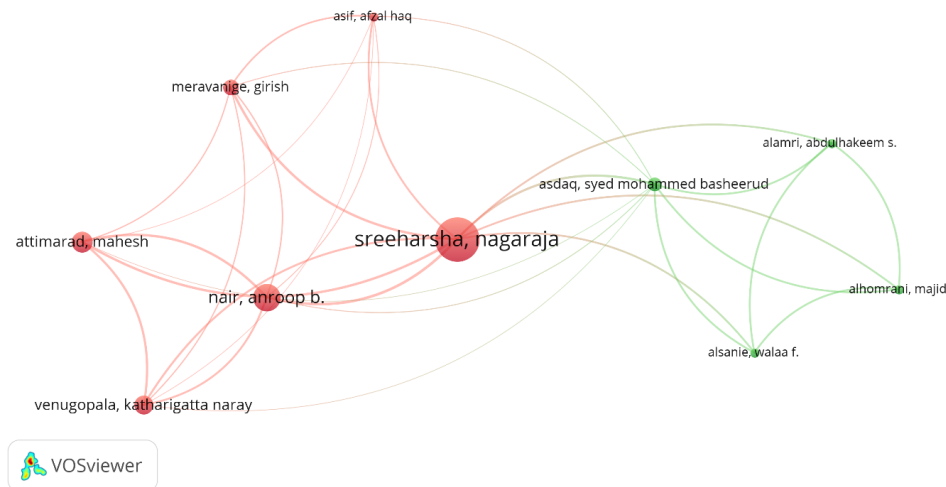 asif, afzal haq
meravanige, girish
alamri, abdulhakeem s.
asdaq, syed mohammed basheerud
attimarad, mahesh
sreeharsha, nagaraja
alhomrani, majid
nair, anroop b.
alsanie, walaa f.
venugopala, katharigatta naray
VOSviewer